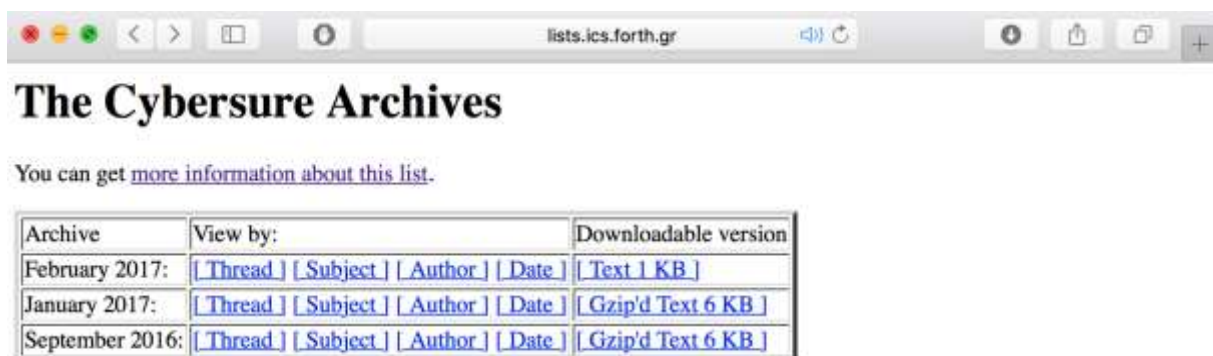 lists.ics.forth.gr
The Cybersure Archives
You can get more information about this list.
Archive View by: Downloadable version
February 2017: [ Thread ] [ Subject ] [ Author ] [ Date ] [ Text 1 KB ]
January 2017: [ Thread ] [ Subject ] [ Author ] [ Date ] [ Gzip'd Text 6 KB ]
September 2016: [ Thread ] [ Subject ] [ Author ] [ Date ] [ Gzip'd Text 6 KB ]